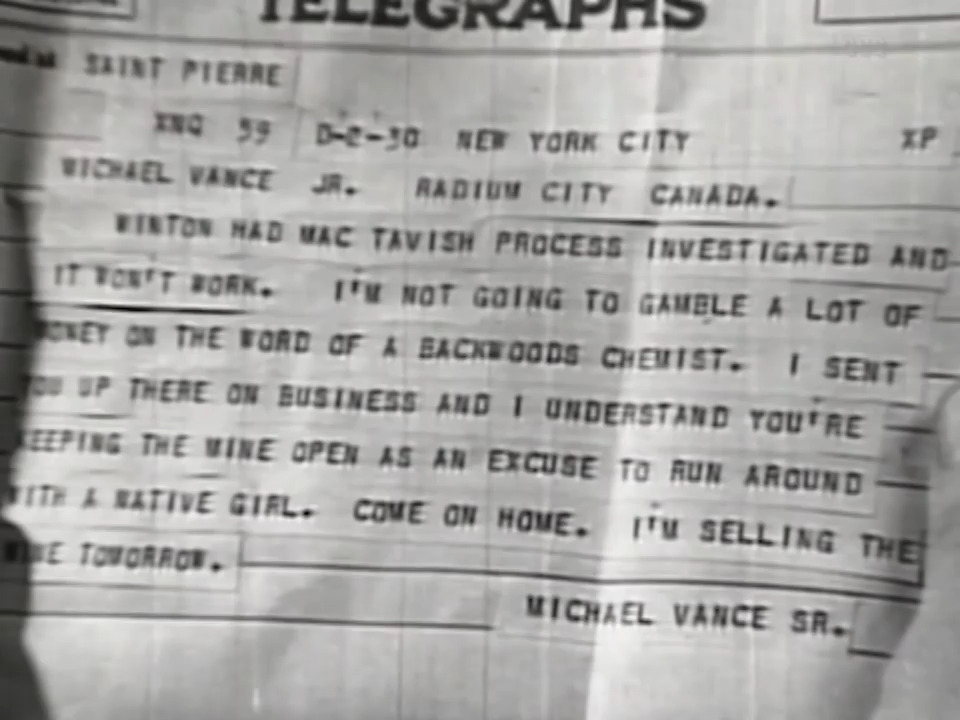 TELEGRAPHS
SAINT PIERRE
XNQ 39 D-2-30 NEW YORK CITY XP
MICHAEL VANCE JR. RADIUM CITY CANADA.
WINTON HAD MAC TAVISH PROCESS INVESTIGATED AND
IT WON'T WORK. I'M NOT GOING TO GAMBLE A LOT OF
MONEY ON THE WORD OF A BACKWOODS CHEMIST. I SENT
YOU UP THERE ON BUSINESS AND I UNDERSTAND YOU'RE
KEEPING THE MINE OPEN AS AN EXCUSE TO RUN AROUND
WITH A NATIVE GIRL. COME ON HOME. I'M SELLING THE
MINE TOMORROW.
MICHAEL VANCE SR.